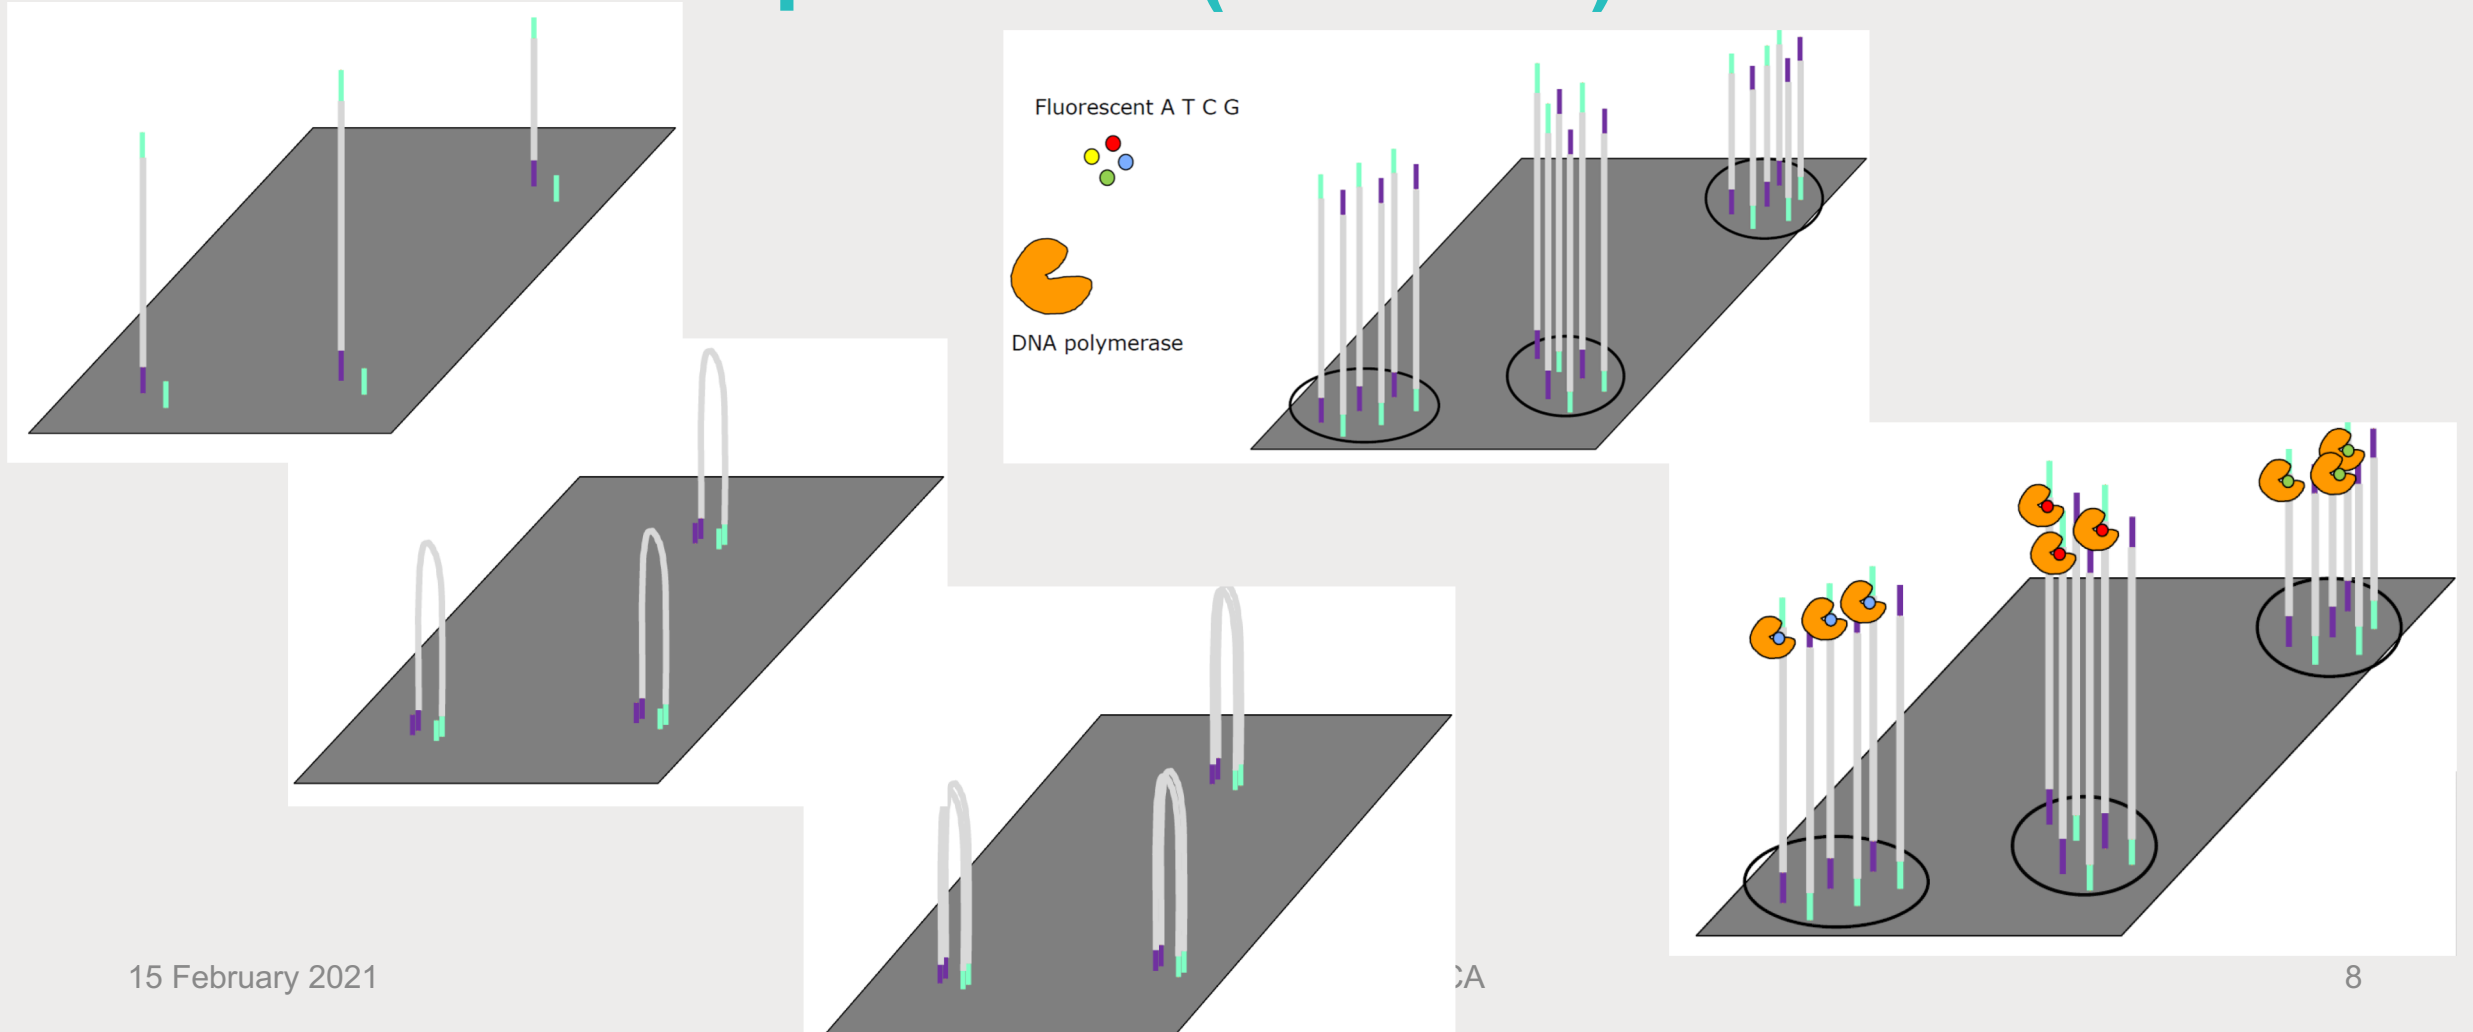 Fluorescent A T C G
DNA polymerase
15 February 2021
8